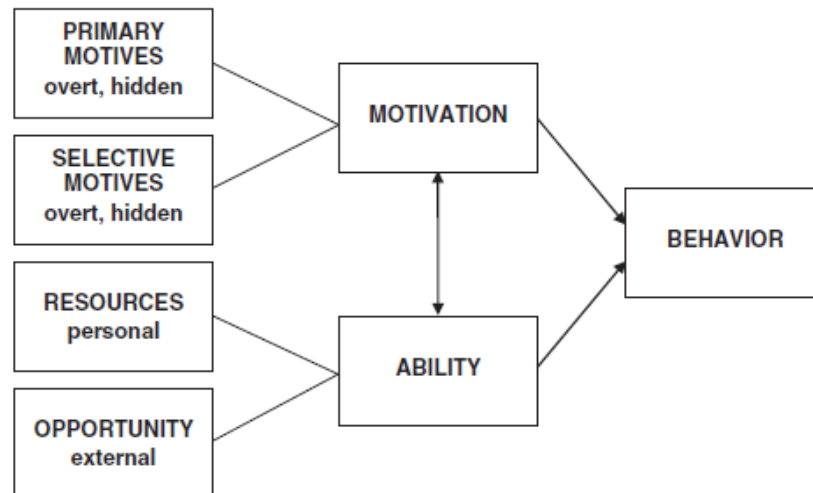 PRIMARY
MOTIVES
overt, hidden
SELECTIVE
MOTIVES
overt, hidden
RESOURCES
personal
OPPORTUNITY
external
MOTIVATION
ABILITY
BEHAVIOR